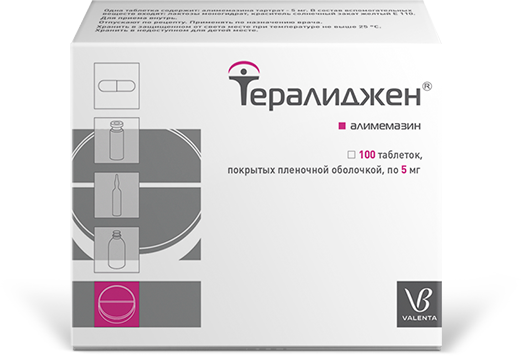 Одна таблетка содержит: алимемазина тартрат - 5 мг. В состав вспомогательных
веществ входят: лактозы моногидрат, краситель солнечный закат желтый Е 110.
Для приема внутрь.
Отпускают по рецепту. Применять по назначению врача.
Хранить в защищенном от света месте при температуре не выше 25 °С.
Хранить в недоступном для детей месте.
Тералиджен®
алимемазин
100 таблеток,
покрытых пленочной оболочкой, по 5 мг
VB
VALENTA